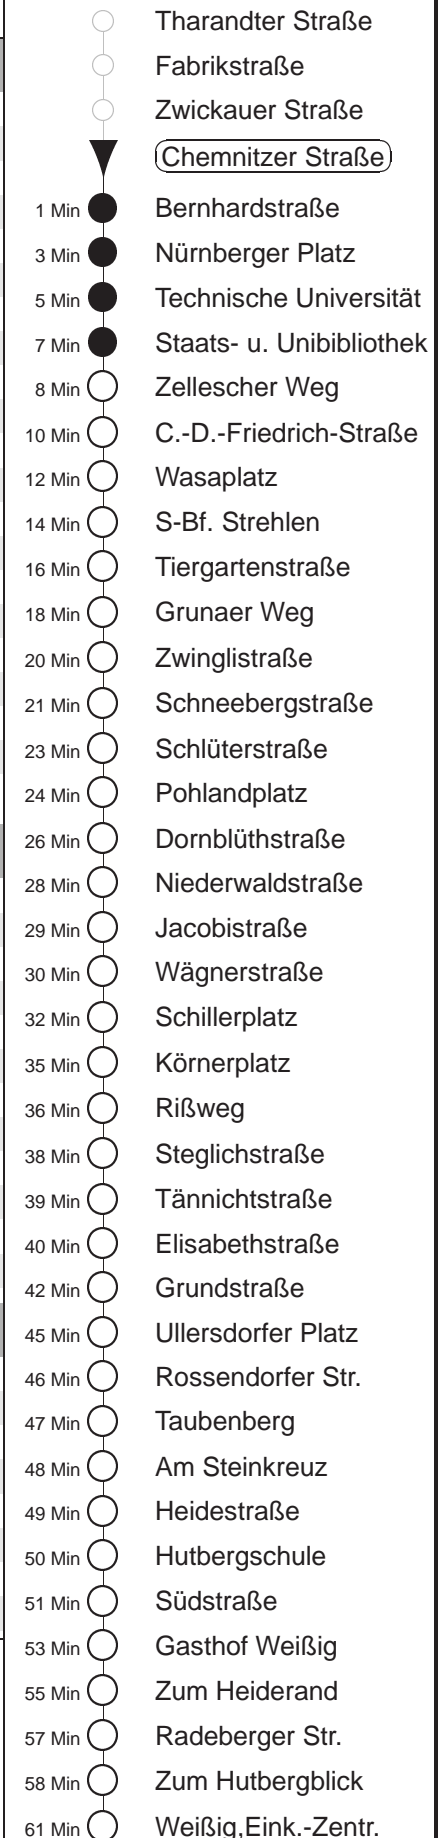 Tharandter Straße
Fabrikstraße
Zwickauer Straße
Chemnitzer Straße
1 Min Bernhardstraße
3 Min Nürnberger Platz
5 Min Technische Universität
7 Min Staats- u. Unibibliothek
8 Min Zellescher Weg
10 Min C.-D.-Friedrich-Straße
12 Min Wasaplatz
14 Min S-Bf. Strehlen
16 Min Tiergartenstraße
18 Min Grunaer Weg
20 Min Zwinglistraße
21 Min Schneebergstraße
23 Min Schlüterstraße
24 Min Pohlandplatz
26 Min Dornblüthstraße
28 Min Niederwaldstraße
29 Min Jacobistraße
30 Min Wägnerstraße
32 Min Schillerplatz
35 Min Körnerplatz
36 Min Rißweg
38 Min Steglichstraße
39 Min Tännichtstraße
40 Min Elisabethstraße
42 Min Grundstraße
45 Min Ullersdorfer Platz
46 Min Rossendorfer Str.
47 Min Taubenberg
48 Min Am Steinkreuz
49 Min Heidestraße
50 Min Hutbergschule
51 Min Südstraße
53 Min Gasthof Weißig
55 Min Zum Heiderand
57 Min Radeberger Str.
58 Min Zum Hutbergblick
61 Min Weißig,Eink.-Zentr.